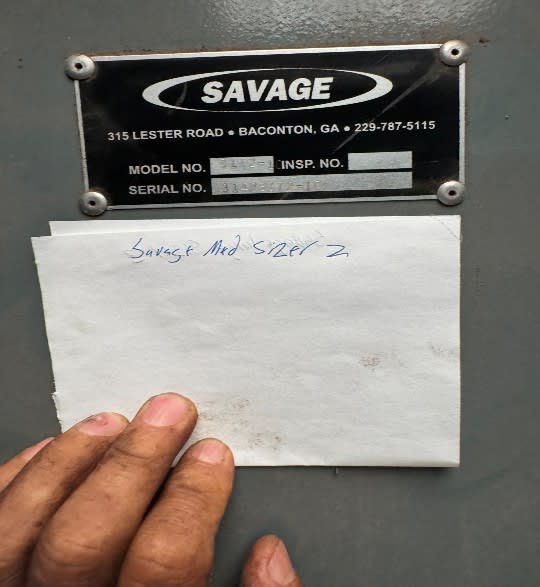 SAVAGE
315 LESTER ROAD • BACONTON, GA • 229-787-5115
MODEL NO. INSP. NO.
SERIAL NO.
Savage Med Sizer 2